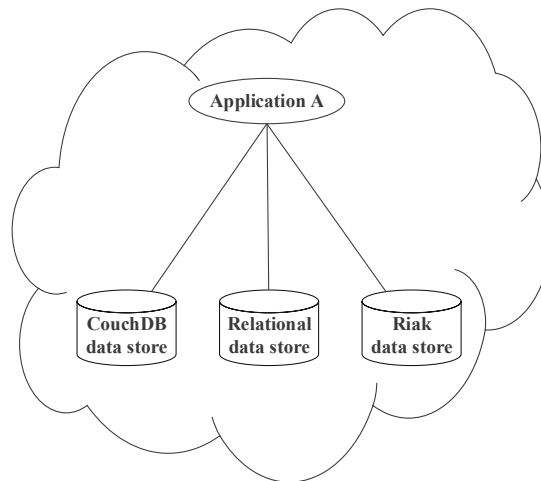 Application A
CouchDB
data store
Relational
data store
Riak
data store